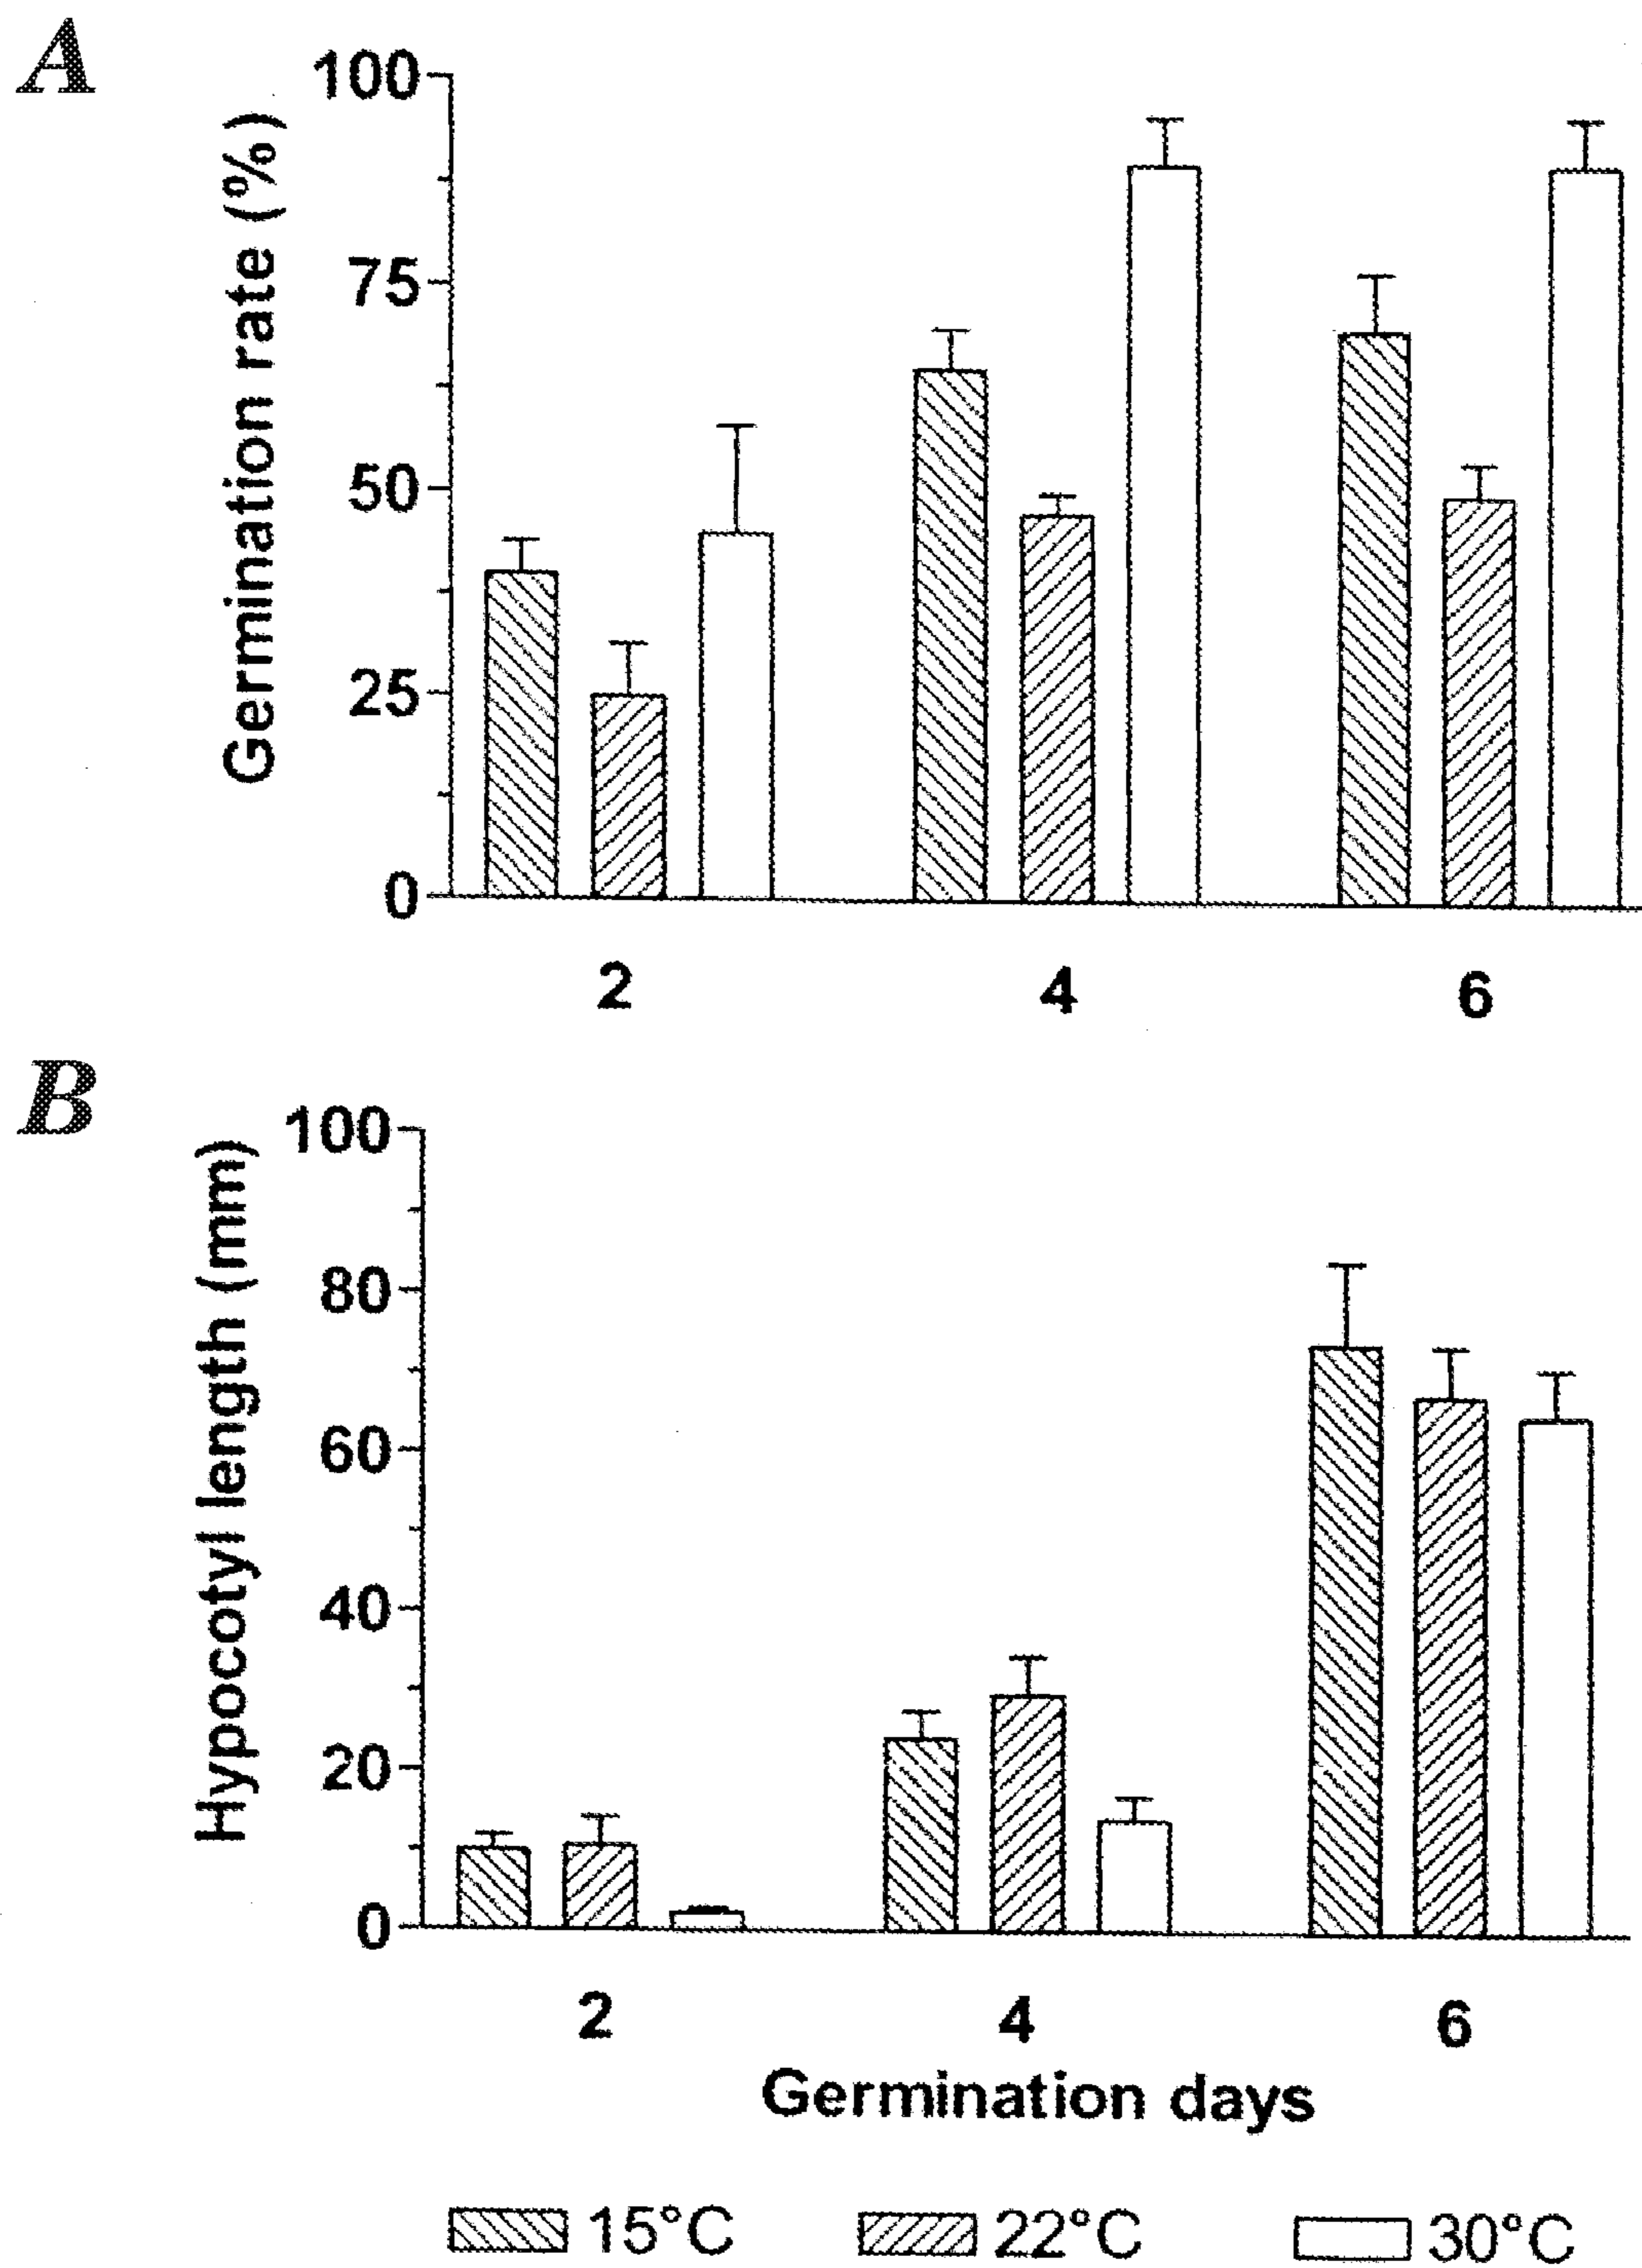 A
Germination rate (%)
100
75
50
25
0
2 4 6
B
Hypocotyl length (mm)
100
80
60
40
20
0
2 4 6
Germination days
15°C 22°C 30°C